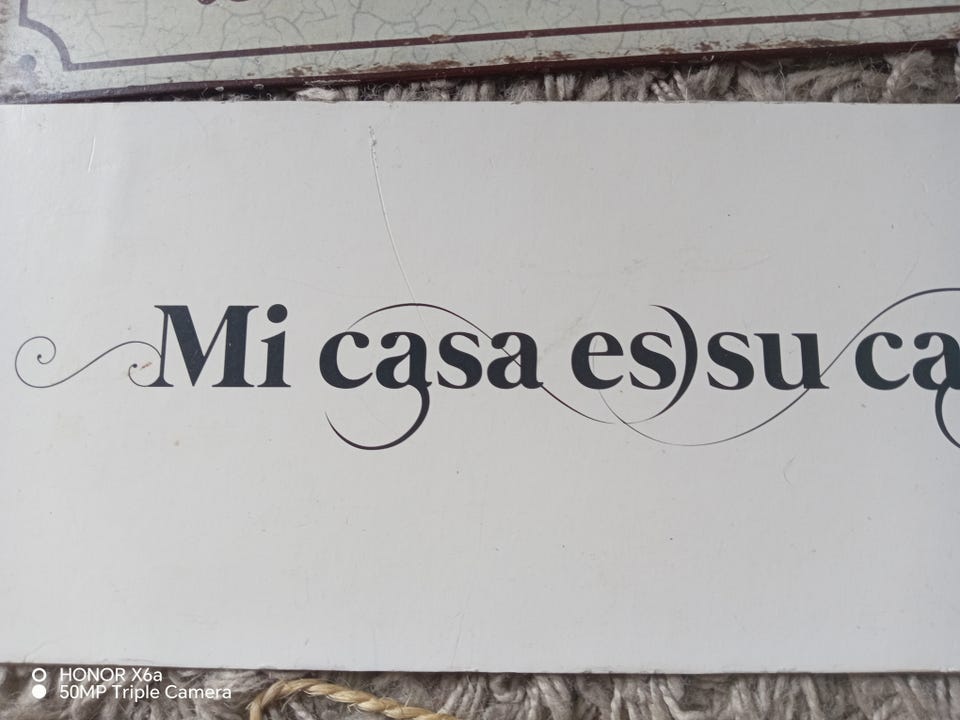 Mi casa es su ca
HONOR X6a
50MP Triple Camera